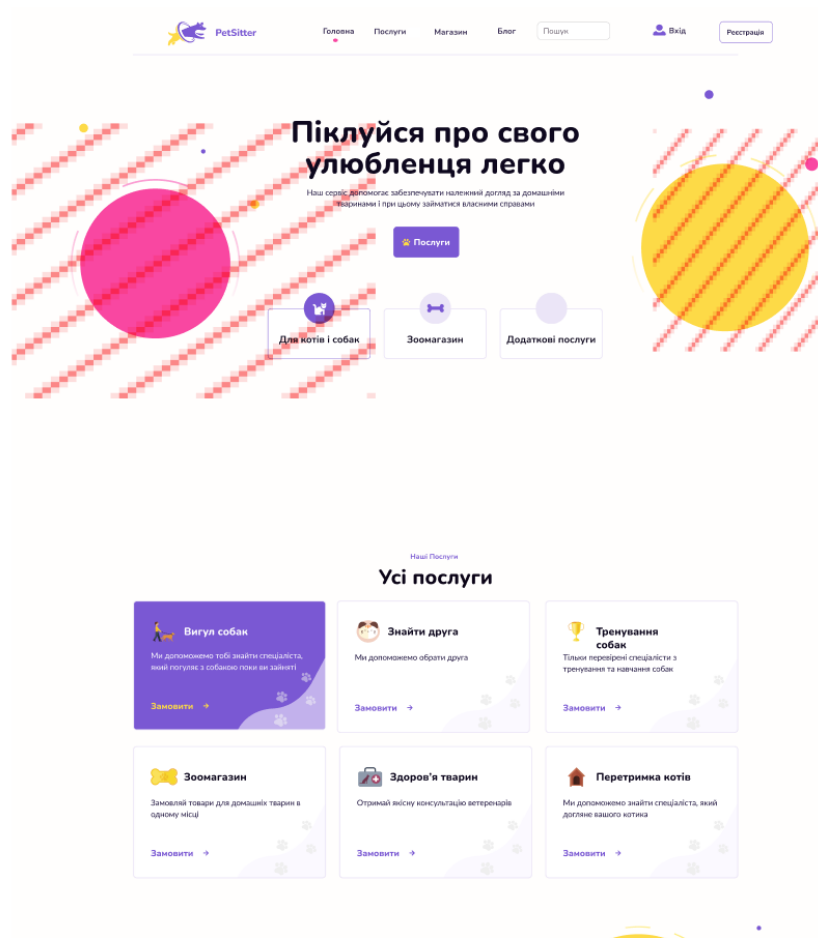 PetSitter
Головна
Послуги
Магазин
Блог
Пошук
Вхід
Реєстрація
Піклуйся про свого
улюбленця легко
Наш сервіс допомогає забезпечувати належний догляд за домашніми
тваринами і при цьому займатися власними справами
Послуги
Для котів і собак
Зоомагазин
Додаткові послуги
Наші Послуги
Усі послуги
Вигул собак
Ми допоможемо тобі знайти спеціаліста,
який погуляє з собакою поки ви зайняті
Замовити
Знайти друга
Ми допоможемо обрати друга
Замовити
Тренування
собак
Тільки перевірені спеціалісти з
тренування та навчання собак
Замовити
Зоомагазин
Замовляй товари для домашніх тварин в
одному місці
Замовити
Здоров'я тварин
Отримай якісну консультацію ветеренарів
Замовити
Перетримка котів
Ми допоможемо знайти спеціаліста, який
догляне вашого котика
Замовити